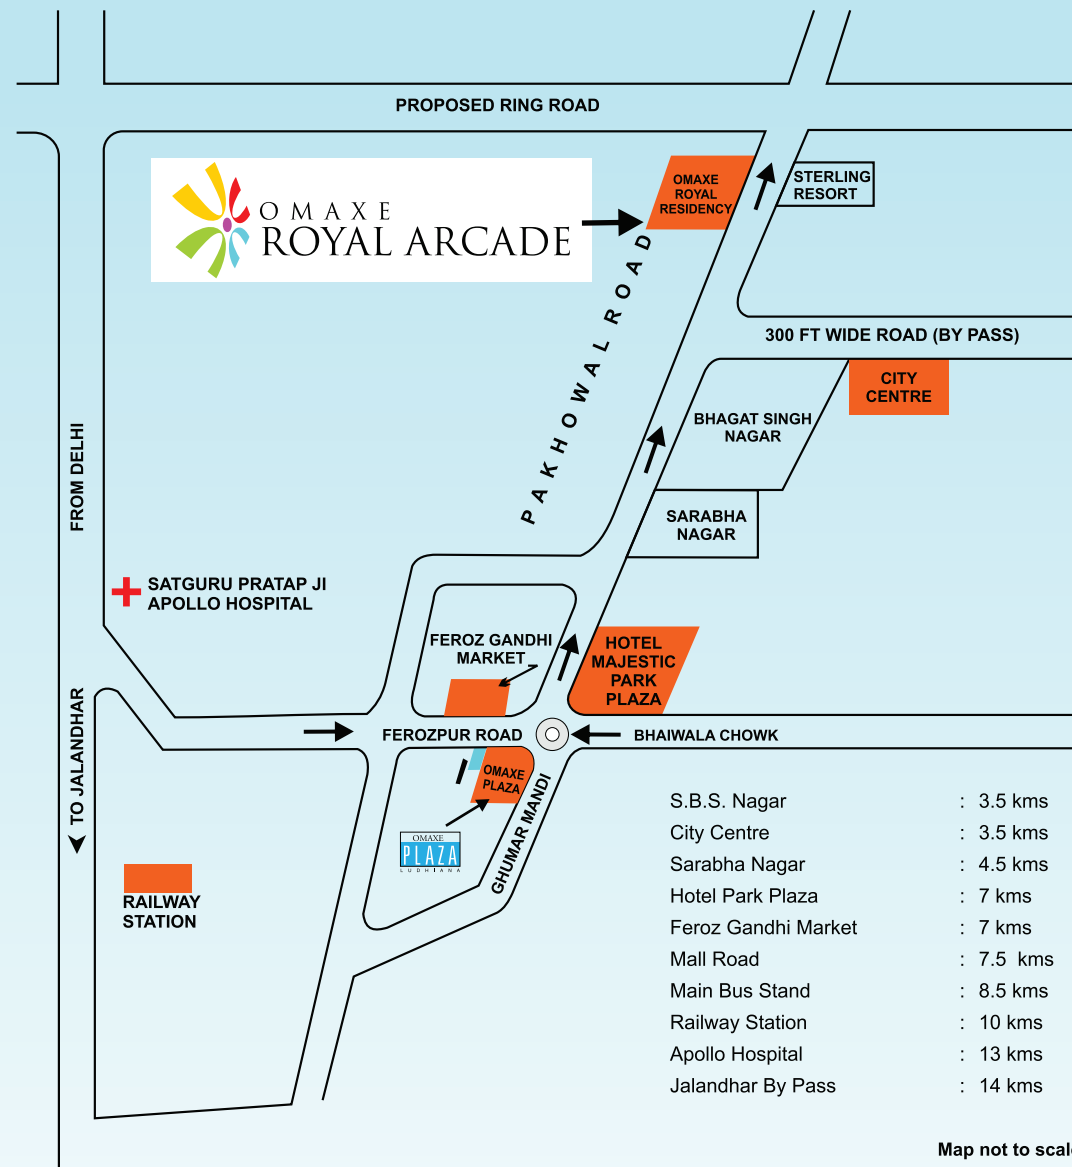 PROPOSED RING ROAD
OMAXE
ROYAL ARCADE
OMAXE
ROYAL
RESIDENCY
STERLING
RESORT
PAKHOWAL ROAD
300 FT WIDE ROAD (BY PASS)
CITY
CENTRE
BHAGAT SINGH
NAGAR
FROM DELHI
SARABHA
NAGAR
SATGURU PRATAP JI
APOLLO HOSPITAL
FEROZ GANDHI
MARKET
HOTEL
MAJESTIC
PARK
PLAZA
TO JALANDHAR
FEROZPUR ROAD
BHAIWALA CHOWK
OMAXE
PLAZA
GHUMAR MANDI
OMAXE
PLAZA
LUDHIANA
RAILWAY
STATION
S.B.S. Nagar : 3.5 kms
City Centre : 3.5 kms
Sarabha Nagar : 4.5 kms
Hotel Park Plaza : 7 kms
Feroz Gandhi Market : 7 kms
Mall Road : 7.5 kms
Main Bus Stand : 8.5 kms
Railway Station : 10 kms
Apollo Hospital : 13 kms
Jalandhar By Pass : 14 kms
Map not to scale